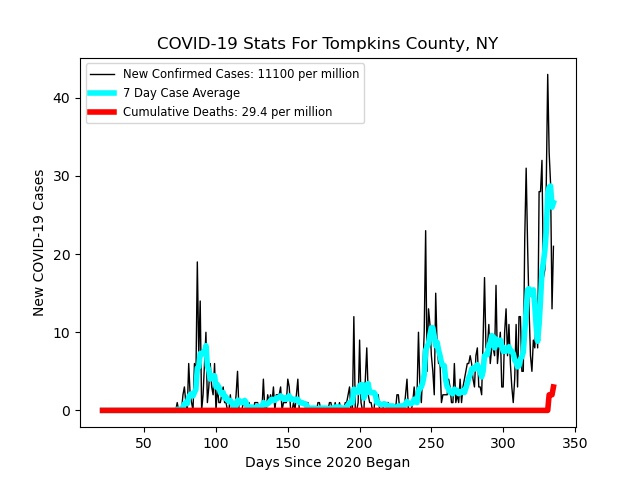 COVID-19 Stats For Tompkins County, NY
New Confirmed Cases: 11100 per million
7 Day Case Average
Cumulative Deaths: 29.4 per million
New COVID-19 Cases
40
30
20
10
0
50 100 150 200 250 300 350
Days Since 2020 Began